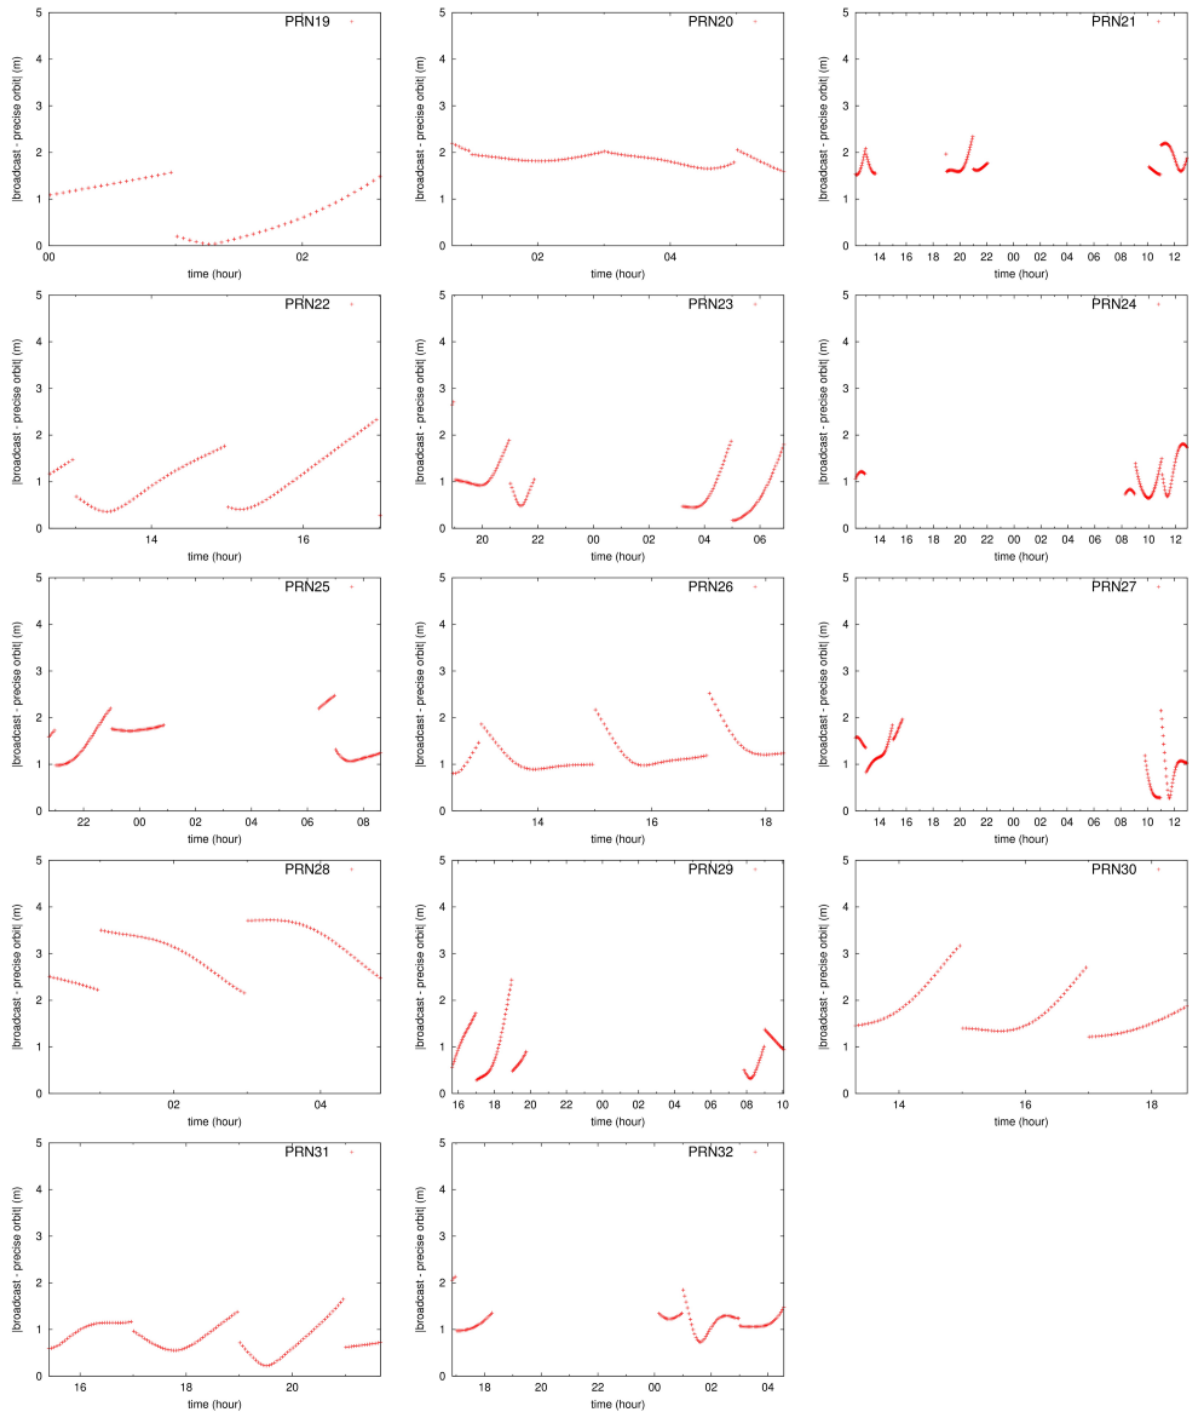 PRN19
|broadcast - precise orbit| (m)
5
4
3
2
1
0
00 02
time (hour)
PRN20
|broadcast - precise orbit| (m)
5
4
3
2
1
0
02 04
time (hour)
PRN21
|broadcast - precise orbit| (m)
5
4
3
2
1
0
14 16 18 20 22 00 02 04 06 08 10 12
time (hour)
PRN22
|broadcast - precise orbit| (m)
5
4
3
2
1
0
14 16
time (hour)
PRN23
|broadcast - precise orbit| (m)
5
4
3
2
1
0
20 22 00 02 04 06
time (hour)
PRN24
|broadcast - precise orbit| (m)
5
4
3
2
1
0
14 16 18 20 22 00 02 04 06 08 10 12
time (hour)
PRN25
|broadcast - precise orbit| (m)
5
4
3
2
1
0
22 00 02 04 06 08
time (hour)
PRN26
|broadcast - precise orbit| (m)
5
4
3
2
1
0
14 16 18
time (hour)
PRN27
|broadcast - precise orbit| (m)
5
4
3
2
1
0
14 16 18 20 22 00 02 04 06 08 10 12
time (hour)
PRN28
|broadcast - precise orbit| (m)
5
4
3
2
1
0
02 04
time (hour)
PRN29
|broadcast - precise orbit| (m)
5
4
3
2
1
0
16 18 20 22 00 02 04 06 08 10
time (hour)
PRN30
|broadcast - precise orbit| (m)
5
4
3
2
1
0
14 16 18
time (hour)
PRN31
|broadcast - precise orbit| (m)
5
4
3
2
1
0
16 18 20
time (hour)
PRN32
|broadcast - precise orbit| (m)
5
4
3
2
1
0
18 20 22 00 02 04
time (hour)